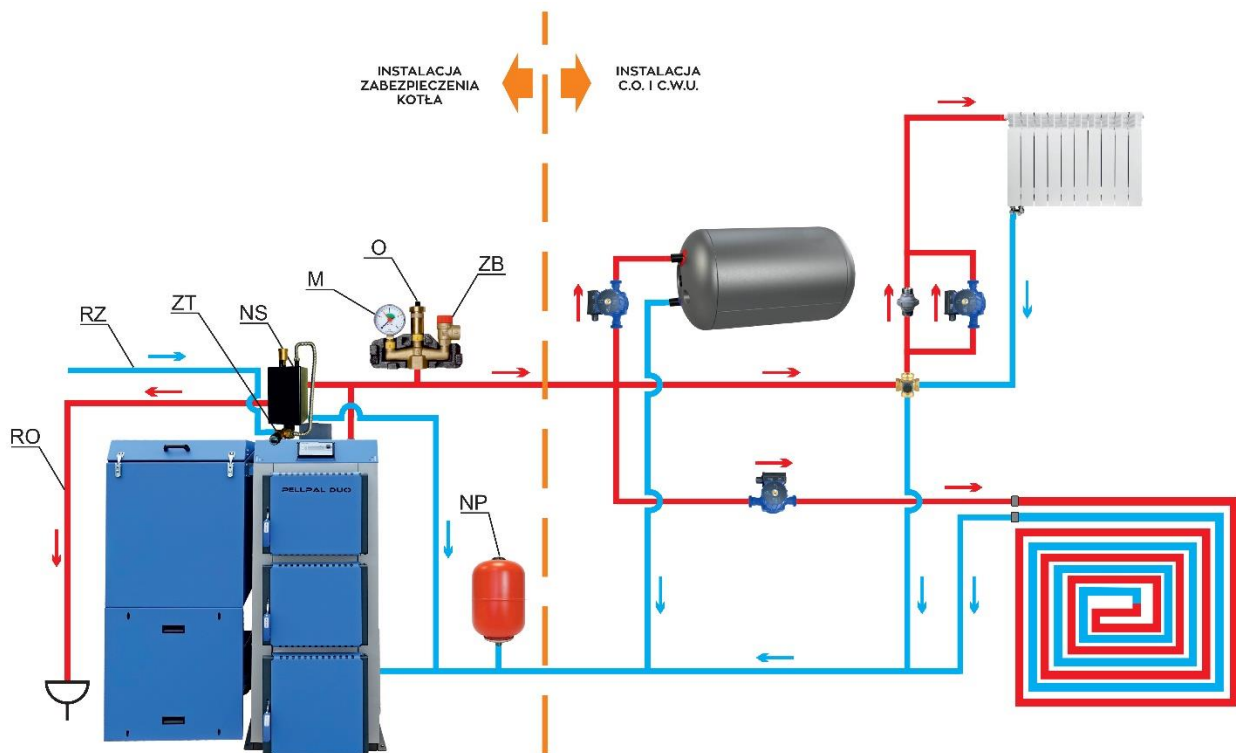 INSTALACJA
ZABEZPIECZENIA
KOTŁA
INSTALACJA
C.O. I C.W.U.
O
M
ZB
ZT
NS
RZ
RO
PELLPAL DUO
NP